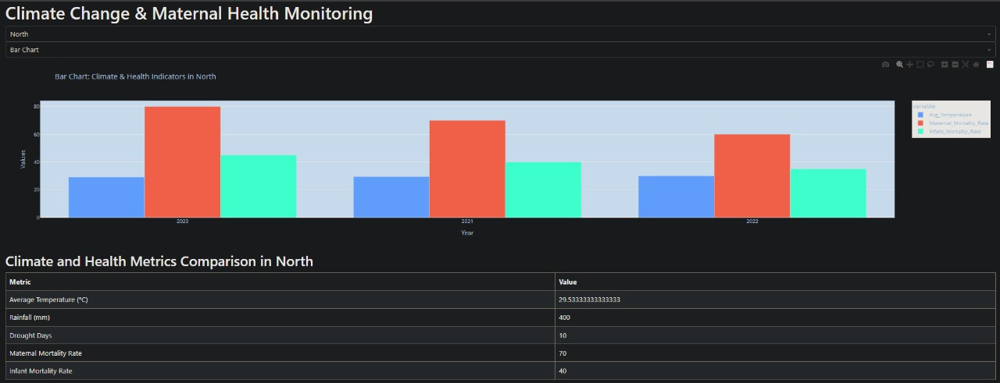 Climate Change & Maternal Health Monitoring
North
Bar Chart
Bar Chart: Climate & Health Indicators in North
variable
Avg_Temperature
Maternal_Mortality_Rate
Infant_Mortality_Rate
80
60
40
20
0
Values
2020 2021 2022
Year
Climate and Health Metrics Comparison in North
Metric Value
Average Temperature (°C) 29.53333333333333
Rainfall (mm) 400
Drought Days 10
Maternal Mortality Rate 70
Infant Mortality Rate 40